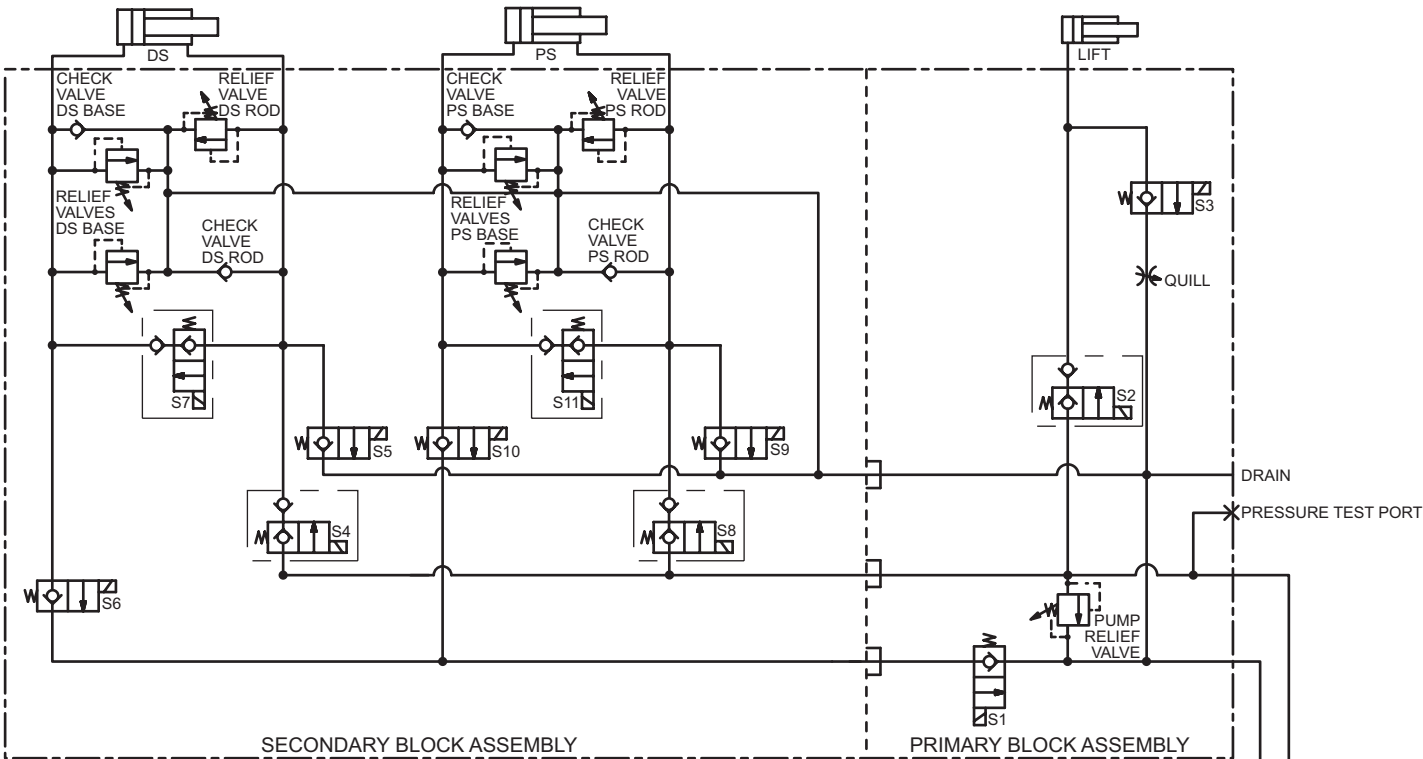 DS
PS
LIFT
CHECK
VALVE
DS BASE
RELIEF
VALVE
DS ROD
CHECK
VALVE
PS BASE
RELIEF
VALVE
PS ROD
RELIEF
VALVES
DS BASE
CHECK
VALVE
DS ROD
RELIEF
VALVES
PS BASE
CHECK
VALVE
PS ROD
S3
QUILL
S7
S11
S2
S5
S10
S9
DRAIN
PRESSURE TEST PORT
S4
S8
S6
PUMP
RELIEF
VALVE
S1
SECONDARY BLOCK ASSEMBLY
PRIMARY BLOCK ASSEMBLY